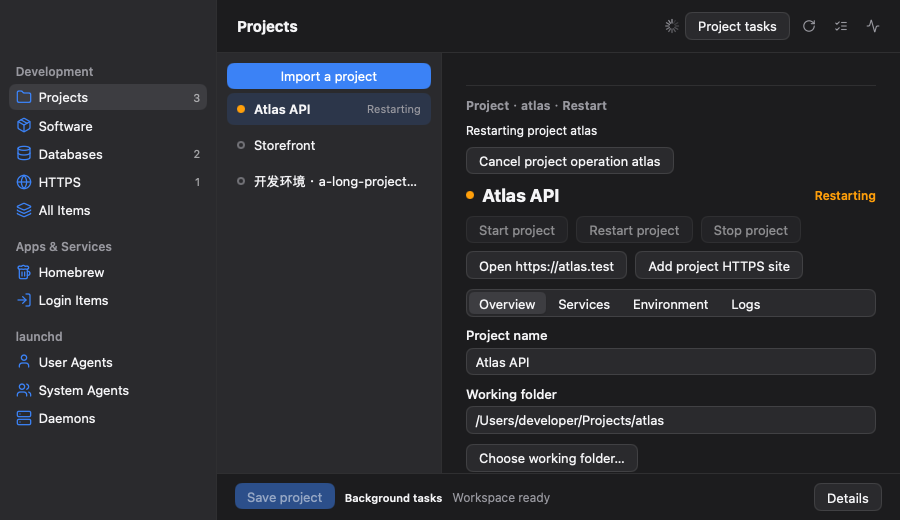 Projects
Project tasks
Development
Projects 3
Software
Databases 2
HTTPS 1
All Items
Apps & Services
Homebrew
Login Items
launchd
User Agents
System Agents
Daemons
Import a project
Atlas API Restarting
Storefront
开发环境 · a-long-project...
Project · atlas · Restart
Restarting project atlas
Cancel project operation atlas
Atlas API Restarting
Start project Restart project Stop project
Open https://atlas.test Add project HTTPS site
Overview Services Environment Logs
Project name
Atlas API
Working folder
/Users/developer/Projects/atlas
Choose working folder...
Save project Background tasks Workspace ready Details